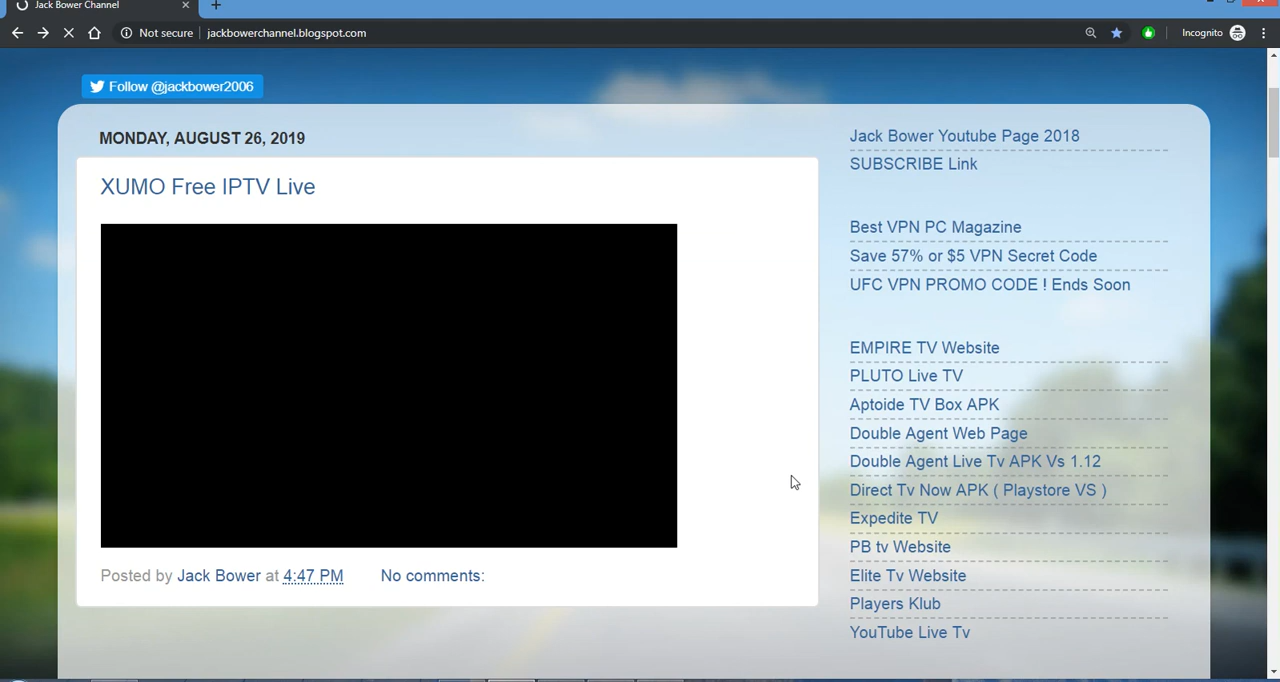 Jack Bower Channel
Not secure
jackbowerchannel.blogspot.com
Incognito
Follow @jackbower2006
MONDAY, AUGUST 26, 2019
XUMO Free IPTV Live
Posted by Jack Bower at 4:47 PM No comments:
Jack Bower Youtube Page 2018
SUBSCRIBE Link
Best VPN PC Magazine
Save 57% or $5 VPN Secret Code
UFC VPN PROMO CODE ! Ends Soon
EMPIRE TV Website
PLUTO Live TV
Aptoide TV Box APK
Double Agent Web Page
Double Agent Live Tv APK Vs 1.12
Direct Tv Now APK ( Playstore VS )
Expedite TV
PB tv Website
Elite Tv Website
Players Klub
YouTube Live Tv